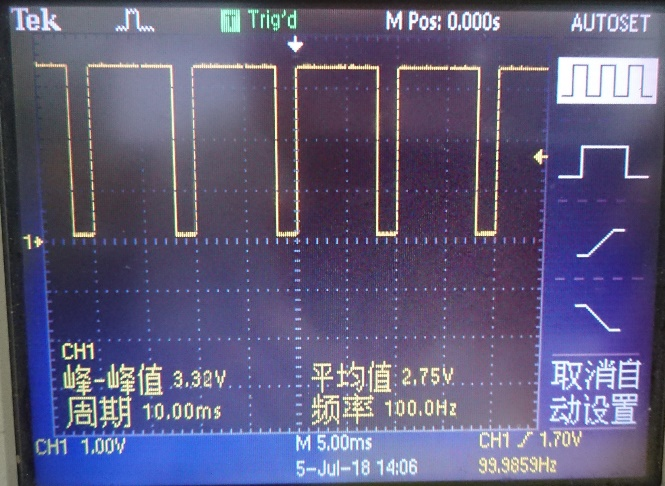 Tek T Trig'd M Pos: 0.000s AUTOSET
1
CH1
峰-峰值 3.32V 平均值 2.75V
周期 10.00ms 频率 100.0Hz
取消自
动设置
CH1 1.00V M 5.00ms CH1 1.70V
5-Jul-18 14:06 99.9859Hz